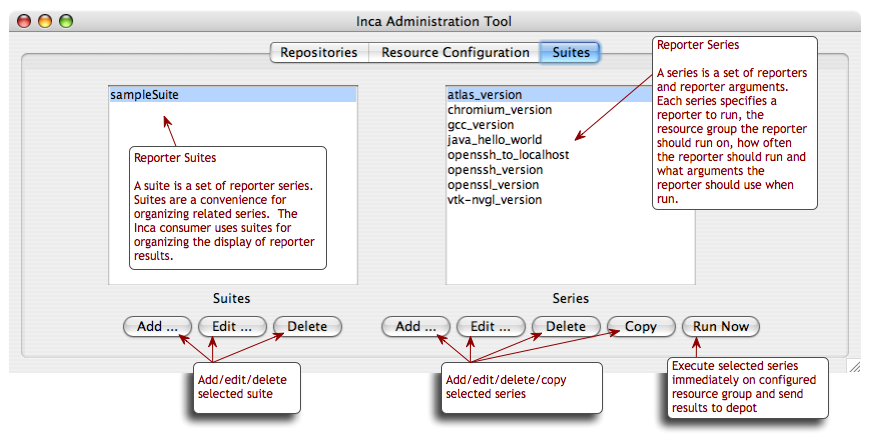 Inca Administration Tool
Repositories
Resource Configuration
Suites
sampleSuite
Reporter Suites
A suite is a set of reporter series.
Suites are a convenience for
organizing related series. The
Inca consumer uses suites for
organizing the display of reporter
results.
atlas_version
chromium_version
gcc_version
java_hello_world
openssh_to_localhost
openssh_version
openssl_version
vtk-nvgl_version
Reporter Series
A series is a set of reporters
and reporter arguments.
Each series specifies a
reporter to run, the
resource group the reporter
should run on, how often
the reporter should run and
what arguments the
reporter should use when
run.
Suites
Series
Add ...
Edit ...
Delete
Add ...
Edit ...
Delete
Copy
Run Now
Add/edit/delete
selected suite
Add/edit/delete/copy
selected series
Execute selected series
immediately on configured
resource group and send
results to depot